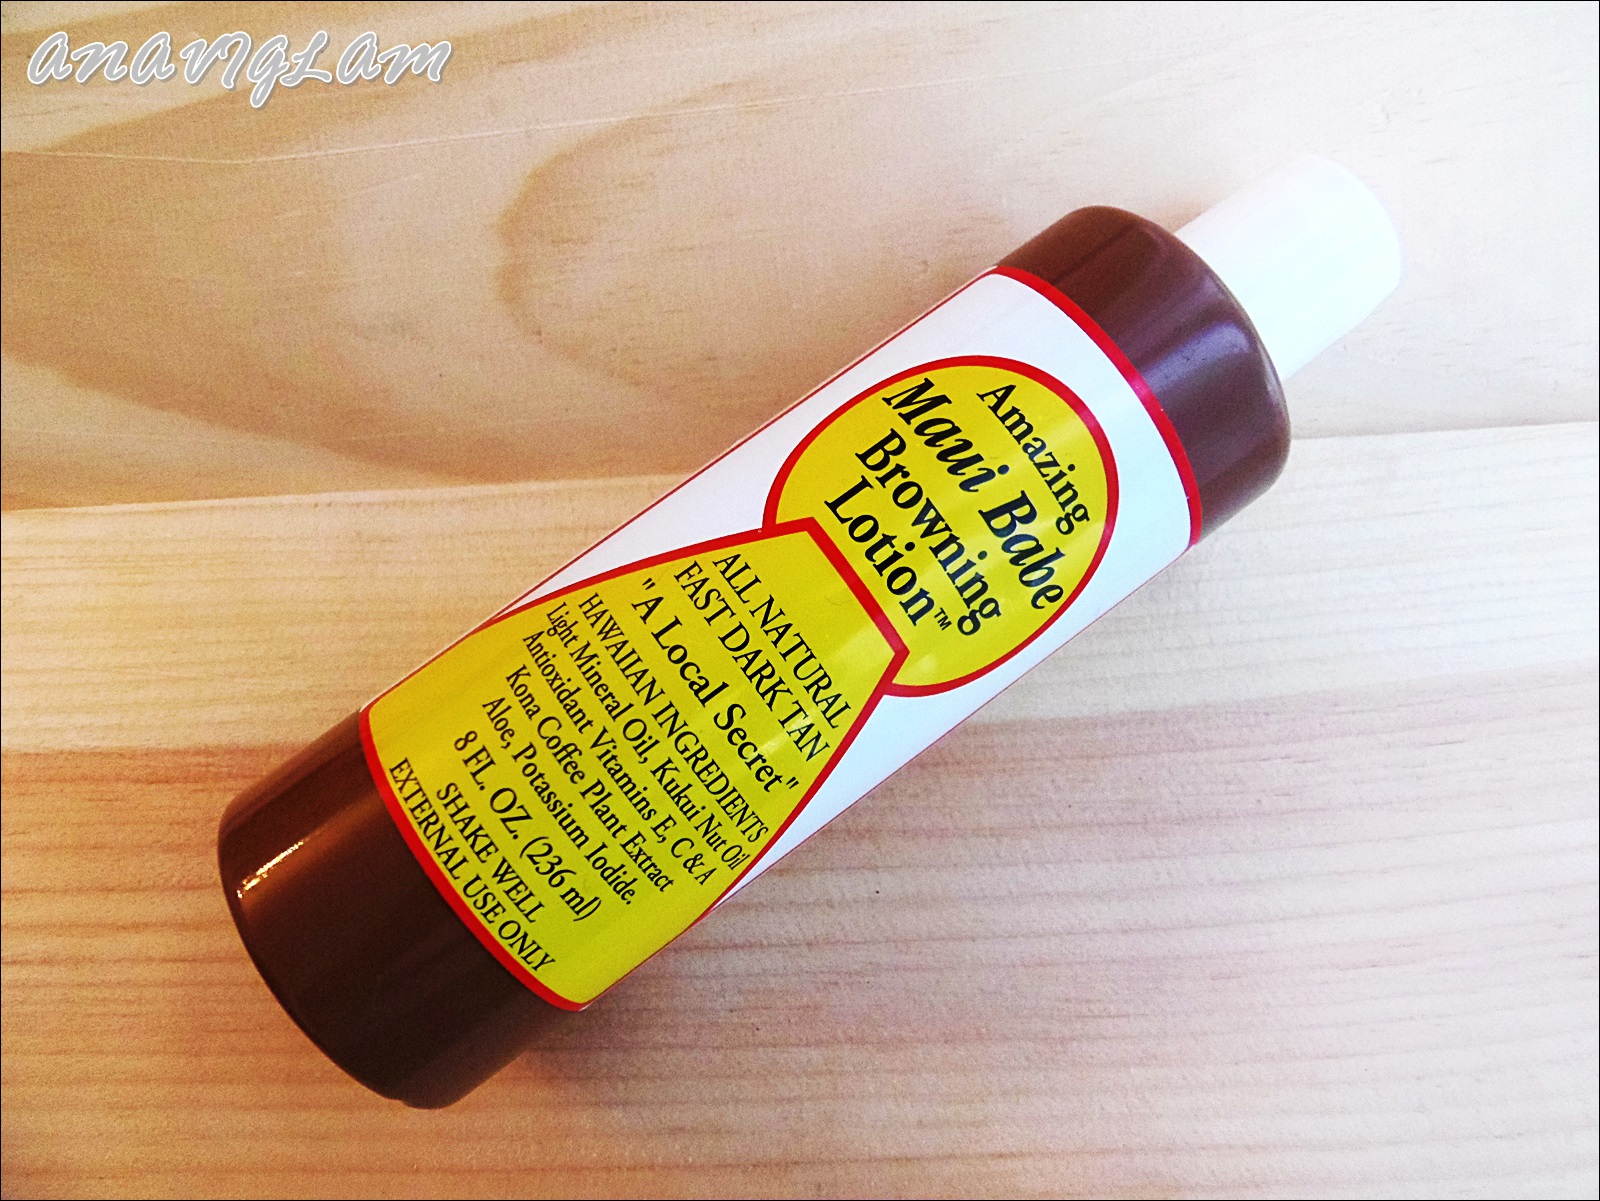 anaviglam
Amazing
Maui Babe
Browning
Lotion™
ALL NATURAL
FAST DARK TAN
"A Local Secret"
HAWAIIAN INGREDIENTS
Light Mineral Oil, Kukui Nut Oil
Antioxidant Vitamins E, C & A
Kona Coffee Plant Extract
Aloe, Potassium Iodide.
8 FL. OZ. (236 ml)
SHAKE WELL
EXTERNAL USE ONLY